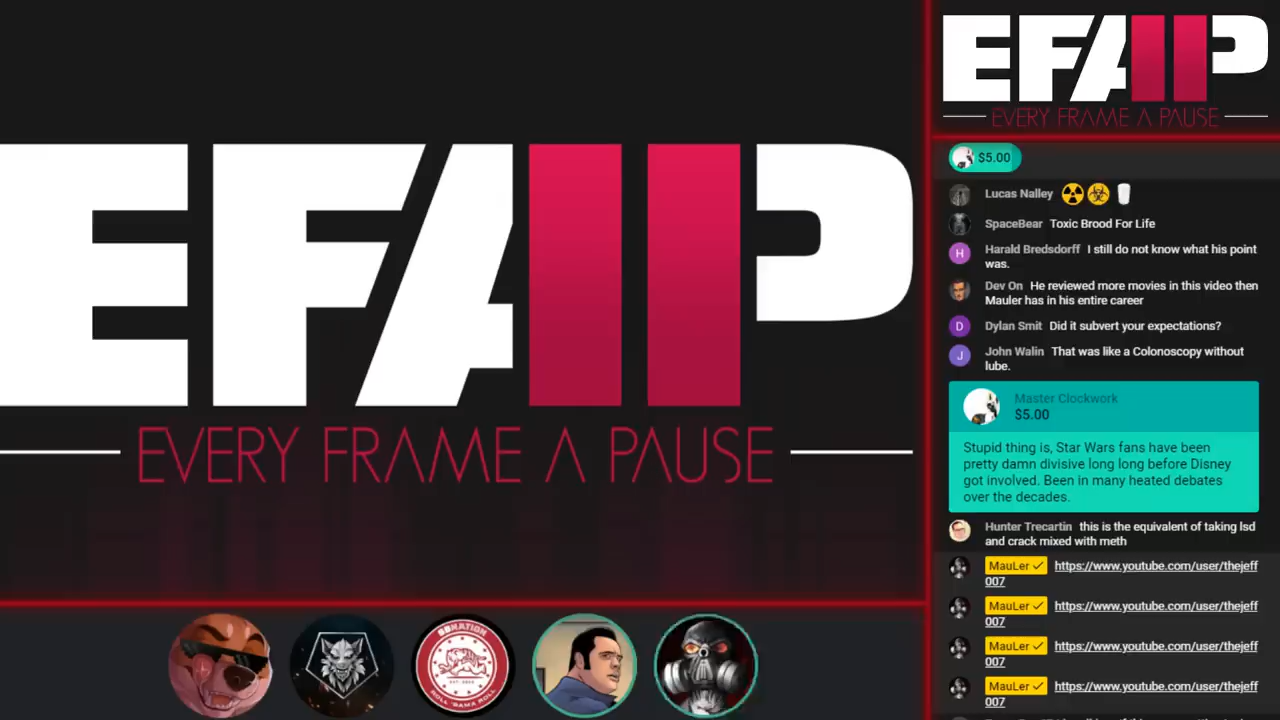 EFAP
EVERY FRAME A PAUSE
EFAP
EVERY FRAME A PAUSE
$5.00
Lucas Nalley
SpaceBear Toxic Brood For Life
Harald Bredsdorff I still do not know what his point
was.
Dev On He reviewed more movies in this video then
Mauler has in his entire career
Dylan Smit Did it subvert your expectations?
John Walin That was like a Colonoscopy without
lube.
Master Clockwork
$5.00
Stupid thing is, Star Wars fans have been
pretty damn divisive long long before Disney
got involved. Been in many heated debates
over the decades.
Hunter Trecartin this is the equivalent of taking lsd
and crack mixed with meth
MauLer https://www.youtube.com/user/thejeff
007
MauLer https://www.youtube.com/user/thejeff
007
MauLer https://www.youtube.com/user/thejeff
007
MauLer https://www.youtube.com/user/thejeff
007
H
D
J
NATION
ROLL 'BAMA ROLL